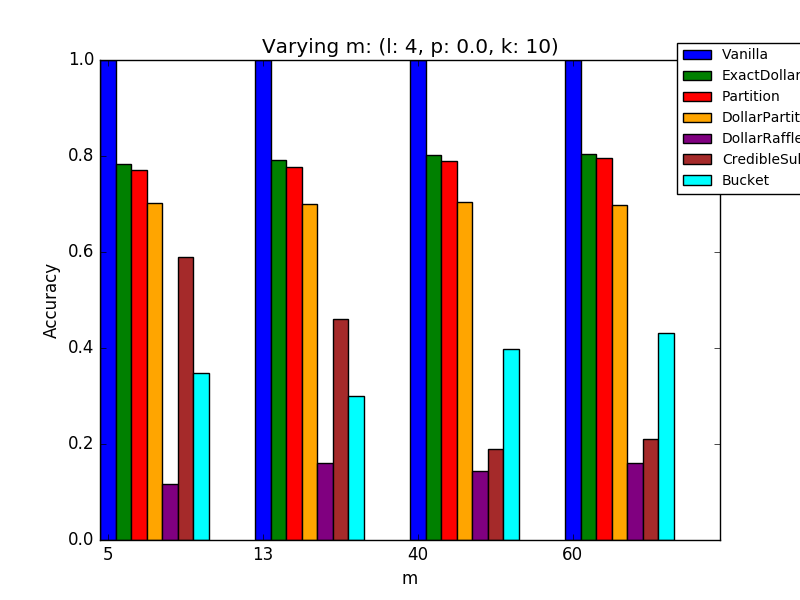 Varying m: (l: 4, p: 0.0, k: 10)
Vanilla
ExactDollar
Partition
DollarPartit
DollarRaffle
CredibleSu
Bucket
1.0
0.8
0.6
0.4
0.2
0.0
Accuracy
5 13 40 60
m